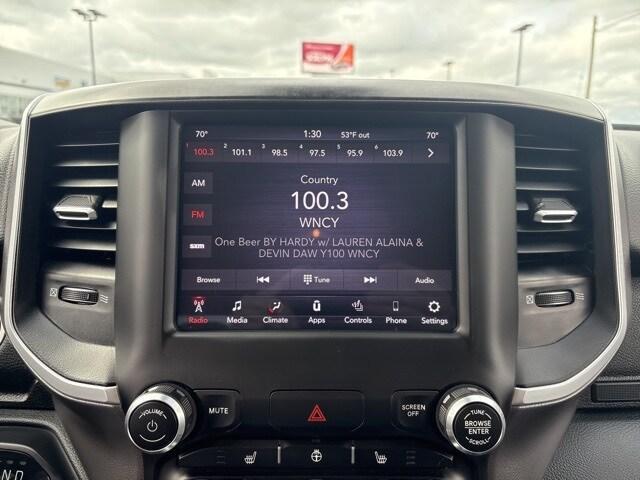 70° 1:30 53°F out 70°
1 100.3 2 101.1 3 98.5 4 97.5 5 95.9 6 103.9
AM
FM
sxm
Country
100.3
WNCY
One Beer BY HARDY w/ LAUREN ALAINA &
DEVIN DAW Y100 WNCY
Browse Tune Audio
Radio Media Climate Apps Controls Phone Settings
VOLUME
MUTE
SCREEN
OFF
TUNE
BROWSE
ENTER
SCROLL
ND